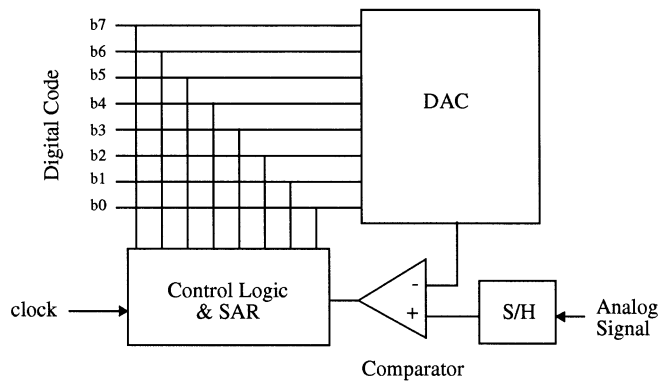 Digital Code
b7
b6
b5
b4
b3
b2
b1
b0
DAC
Control Logic
& SAR
clock
-
+
S/H
Analog
Signal
Comparator